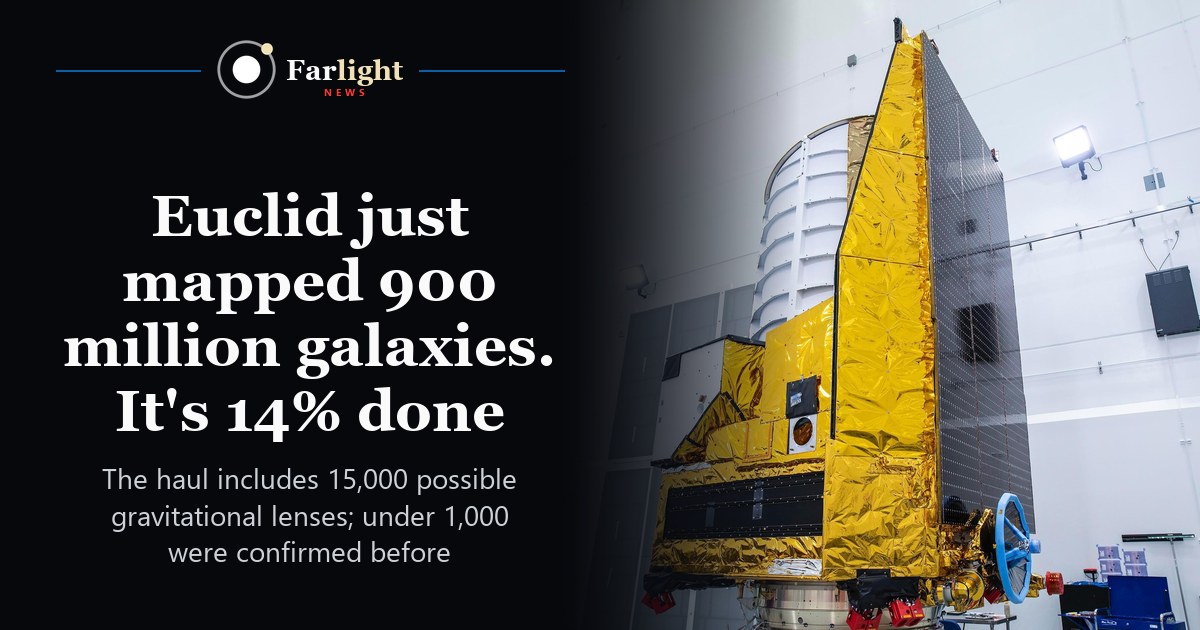 Farlight
NEWS
Euclid just
mapped 900
million galaxies.
It's 14% done
The haul includes 15,000 possible
gravitational lenses; under 1,000
were confirmed before